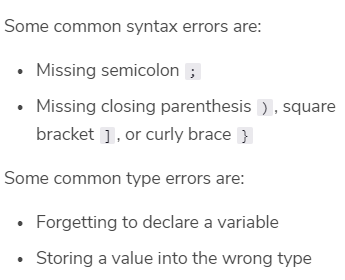 Some common syntax errors are:
• Missing semicolon ;
• Missing closing parenthesis ), square
bracket ], or curly brace }
Some common type errors are:
• Forgetting to declare a variable
• Storing a value into the wrong type